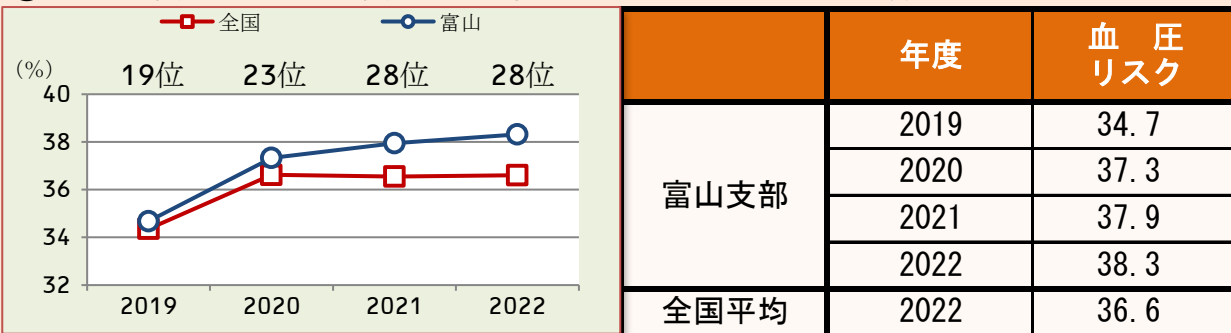 全国 富山
(%) 19位 23位 28位 28位
40
38
36
34
32
2019 2020 2021 2022
年度 血 圧
リスク
富山支部 2019 34.7
2020 37.3
2021 37.9
2022 38.3
全国平均 2022 36.6